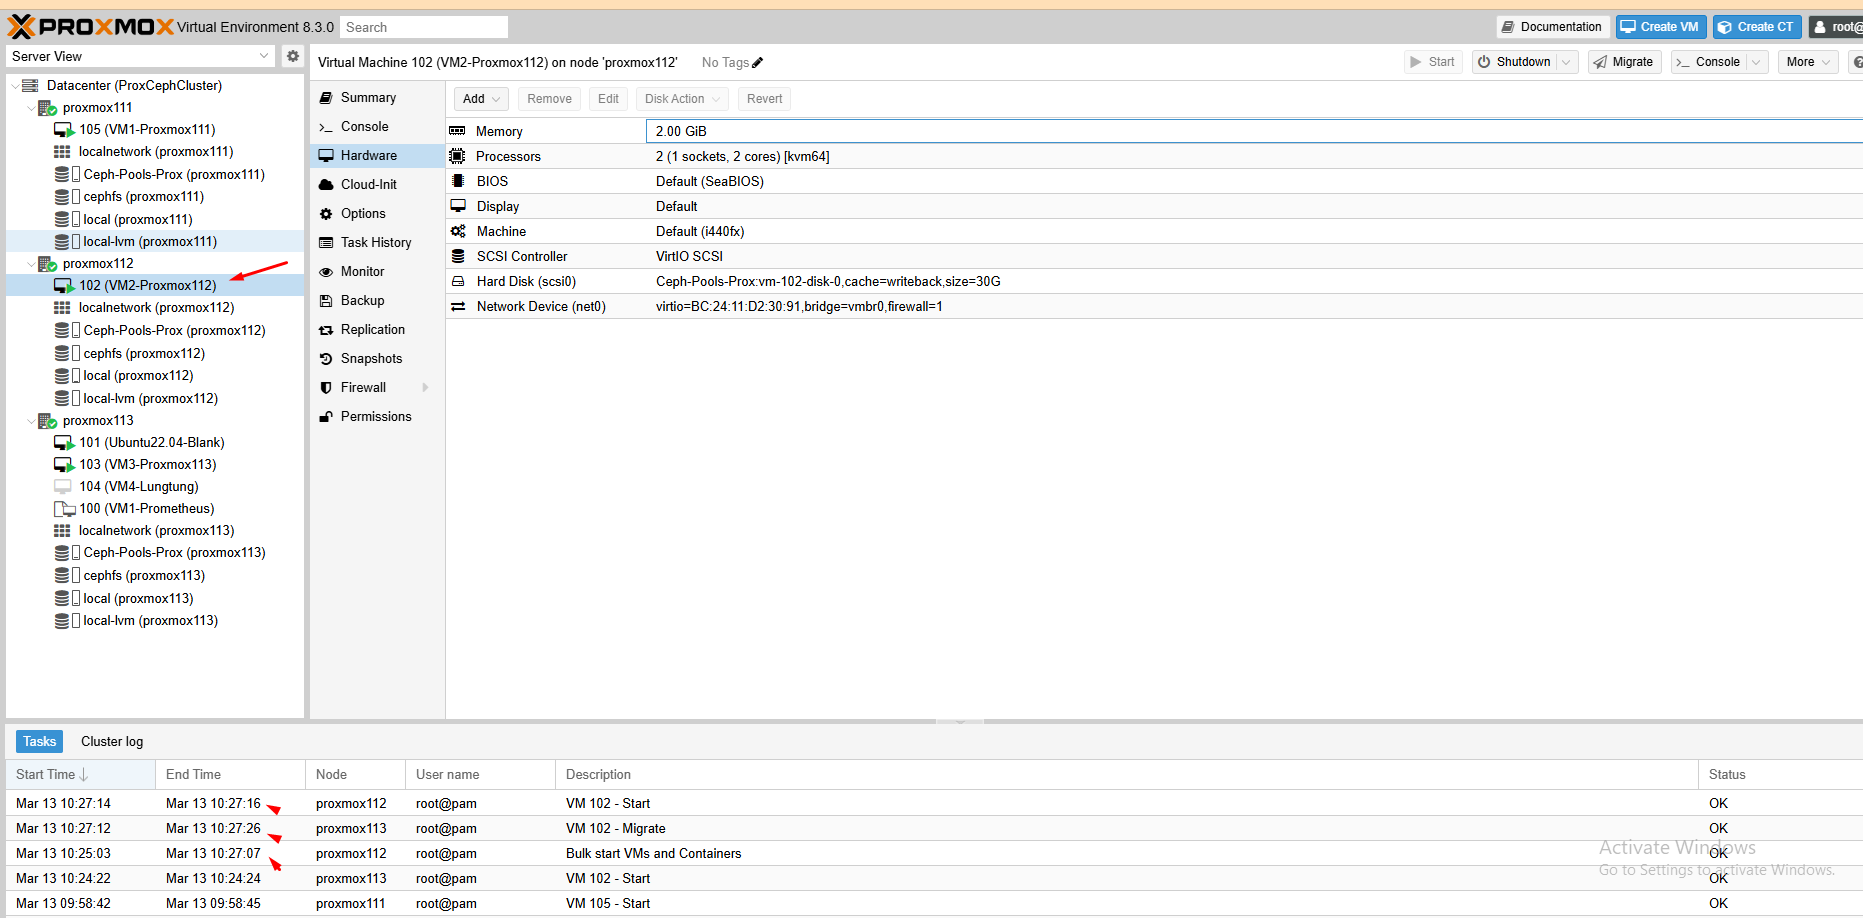 PROXMOX Virtual Environment 8.3.0 Search Documentation Create VM Create CT root@
Server View
Virtual Machine 102 (VM2-Proxmox112) on node 'proxmox112' No Tags Start Shutdown Migrate >_ Console More
Datacenter (ProxCephCluster)
proxmox111
105 (VM1-Proxmox111)
localnetwork (proxmox111)
Ceph-Pools-Prox (proxmox111)
cephfs (proxmox111)
local (proxmox111)
local-lvm (proxmox111)
proxmox112
102 (VM2-Proxmox112)
localnetwork (proxmox112)
Ceph-Pools-Prox (proxmox112)
cephfs (proxmox112)
local (proxmox112)
local-lvm (proxmox112)
proxmox113
101 (Ubuntu22.04-Blank)
103 (VM3-Proxmox113)
104 (VM4-Lungtung)
100 (VM1-Prometheus)
localnetwork (proxmox113)
Ceph-Pools-Prox (proxmox113)
cephfs (proxmox113)
local (proxmox113)
local-lvm (proxmox113)
Summary
>_ Console
Hardware
Cloud-Init
Options
Task History
Monitor
Backup
Replication
Snapshots
Firewall
Permissions
Add Remove Edit Disk Action Revert
Memory 2.00 GiB
Processors 2 (1 sockets, 2 cores) [kvm64]
BIOS Default (SeaBIOS)
Display Default
Machine Default (i440fx)
SCSI Controller VirtIO SCSI
Hard Disk (scsi0) Ceph-Pools-Prox:vm-102-disk-0,cache=writeback,size=30G
Network Device (net0) virtio=BC:24:11:D2:30:91,bridge=vmbr0,firewall=1
Tasks Cluster log
Start Time End Time Node User name Description Status
Mar 13 10:27:14 Mar 13 10:27:16 proxmox112 root@pam VM 102 - Start OK
Mar 13 10:27:12 Mar 13 10:27:26 proxmox113 root@pam VM 102 - Migrate OK
Mar 13 10:25:03 Mar 13 10:27:07 proxmox112 root@pam Bulk start VMs and Containers OK
Mar 13 10:24:22 Mar 13 10:24:24 proxmox113 root@pam VM 102 - Start OK
Mar 13 09:58:42 Mar 13 09:58:45 proxmox111 root@pam VM 105 - Start OK
Activate Windows
Go to Settings to activate Windows.